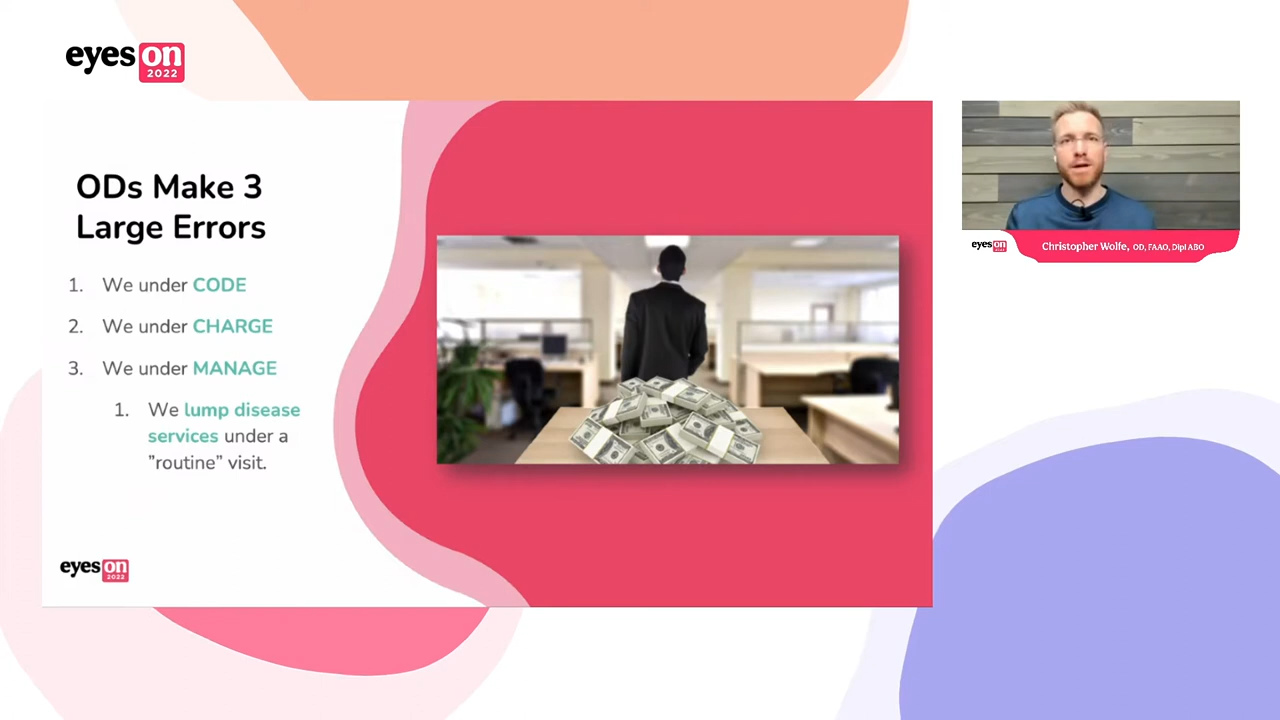 eyes on
2022
ODs Make 3
Large Errors
1. We under CODE
2. We under CHARGE
3. We under MANAGE
1. We lump disease
services under a
”routine” visit.
eyes on
2022
eyes on
2022
Christopher Wolfe, OD, FAAO, Dipl ABO